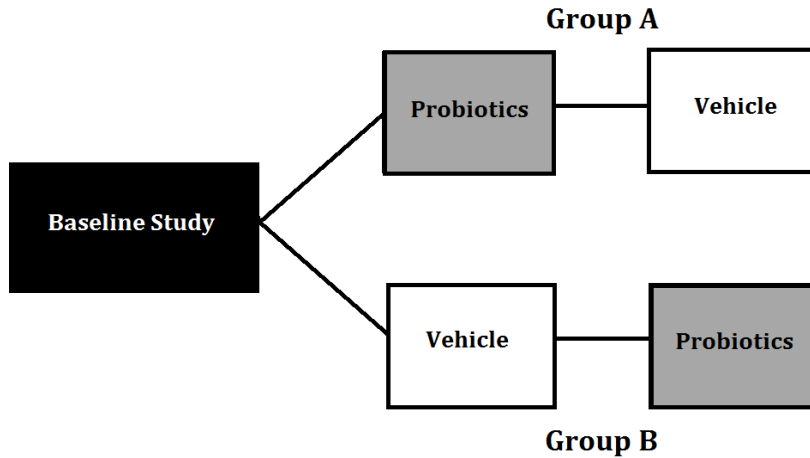 Group A
Probiotics
Vehicle
Baseline Study
Vehicle
Probiotics
Group B